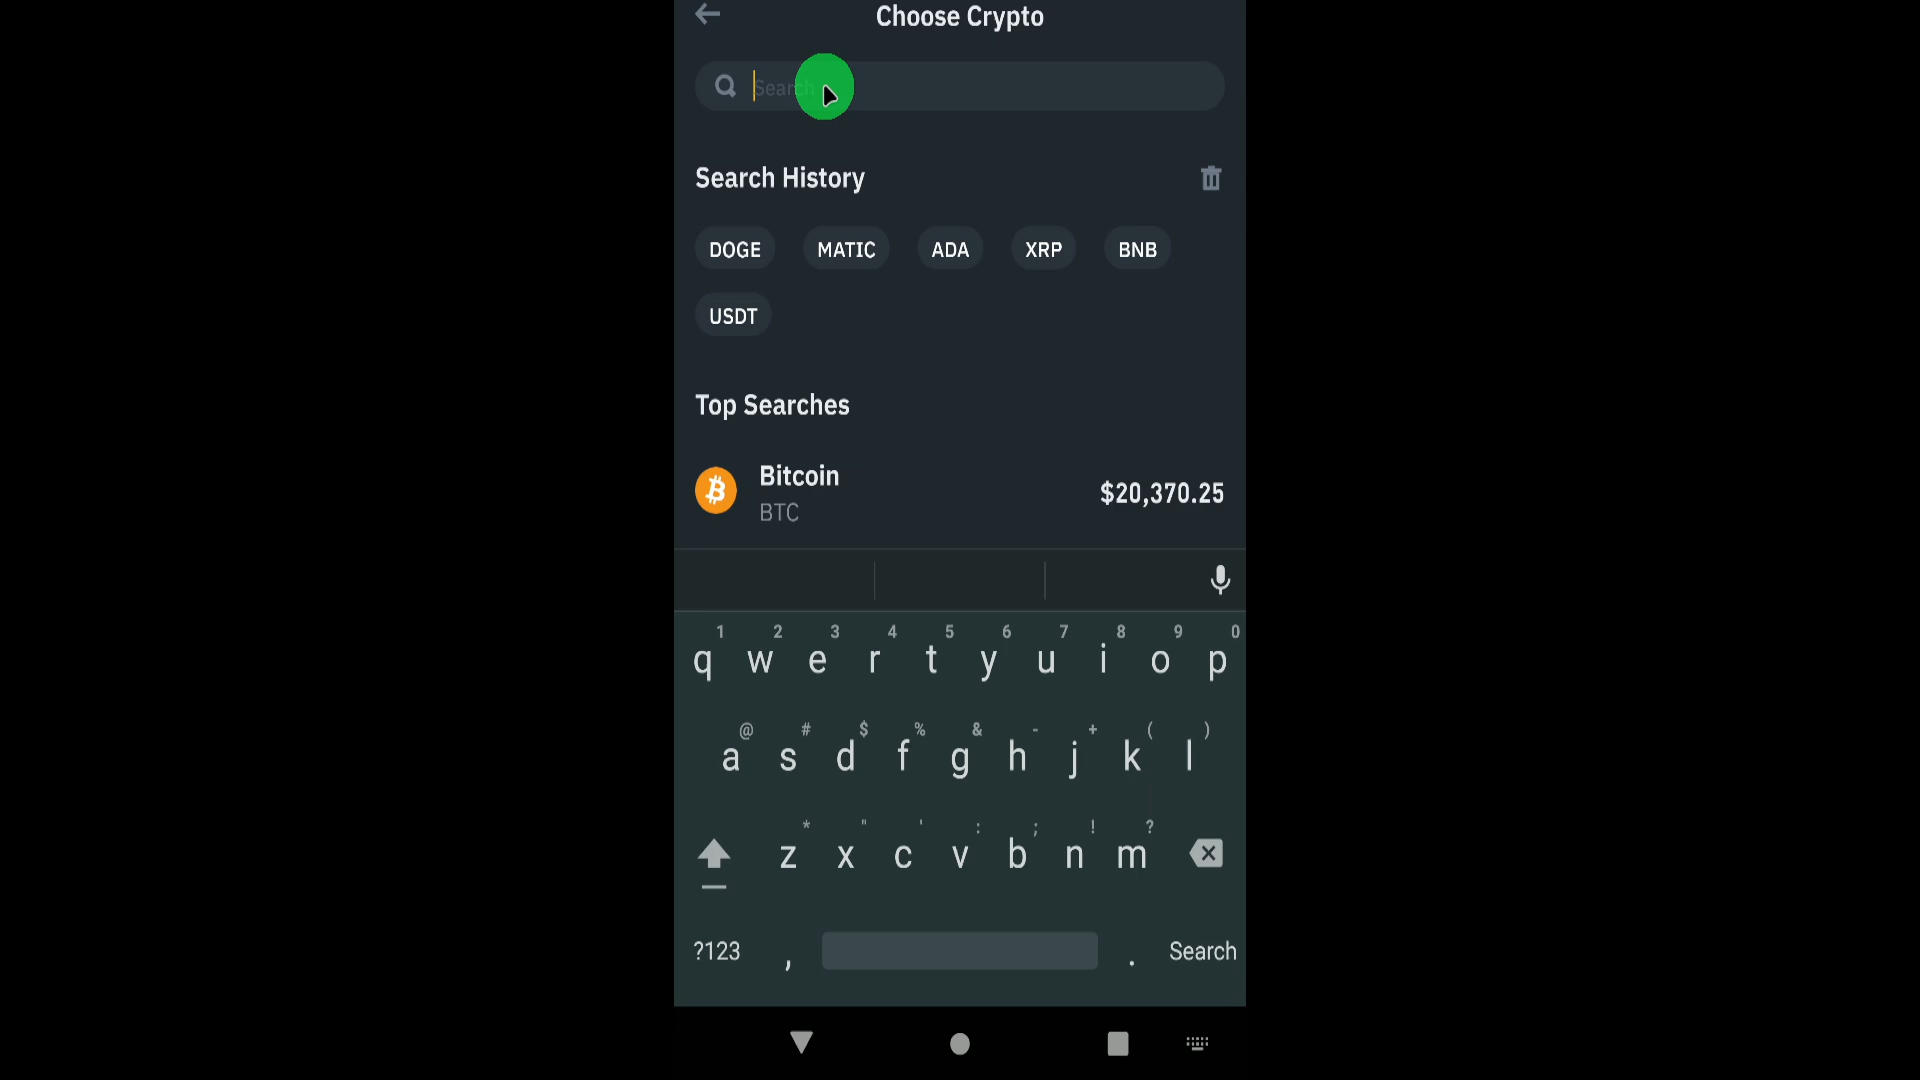 Choose Crypto
Search
Search History
DOGE MATIC ADA XRP BNB
USDT
Top Searches
Bitcoin
BTC
$20,370.25
1 2 3 4 5 6 7 8 9 0
q w e r t y u i o p
@ # $ % & - + ( )
a s d f g h j k l
* " ' : ; ! ?
z x c v b n m
?123 , . Search